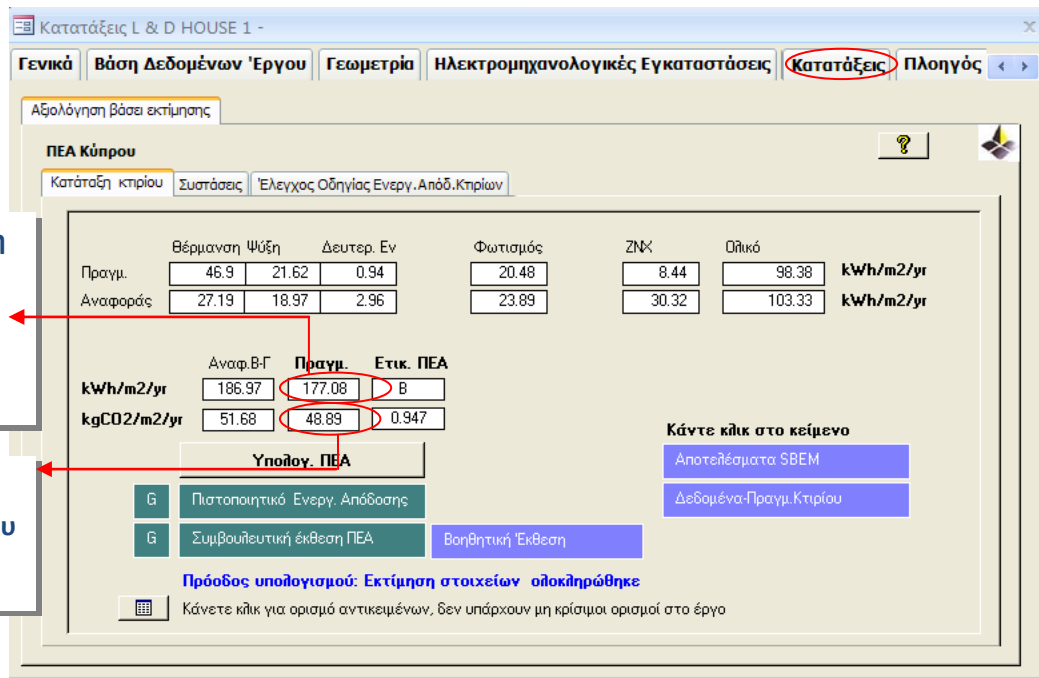 Κατατάξεις L & D HOUSE 1 -
Γενικά Βάση Δεδομένων 'Εργου Γεωμετρία Ηλεκτρομηχανολογικές Εγκαταστάσεις Κατατάξεις Πλοηγός
Αξιολόγηση βάσει εκτίμησης
ΠΕΑ Κύπρου
Κατάταξη κτιρίου Συστάσεις 'Ελεγχος Οδηγίας Ενεργ.Απόδ.Κτιρίων
Θέρμανση Ψύξη Δευτερ. Εν Φωτισμός ΖΝΧ Ολικό
Πραγμ. 46.9 21.62 0.94 20.48 8.44 98.38 kWh/m2/yr
Αναφοράς 27.19 18.97 2.96 23.89 30.32 103.33 kWh/m2/yr
Αναφ.Β-Γ Πραγμ. Ετικ. ΠΕΑ
kWh/m2/yr 186.97 177.08 B
kgCO2/m2/yr 51.68 48.89 0.947
Κάντε κλικ στο κείμενο
Υπολογ. ΠΕΑ Αποτελέσματα SBEM
G Πιστοποιητικό Ενεργ. Απόδοσης Δεδομένα-Πραγμ.Κτιρίου
G Συμβουλευτική έκθεση ΠΕΑ Βοηθητική 'Εκθεση
Πρόοδος υπολογισμού: Εκτίμηση στοιχείων ολοκληρώθηκε
Κάνετε κλικ για ορισμό αντικειμένων, δεν υπάρχουν μη κρίσιμοι ορισμοί στο έργο